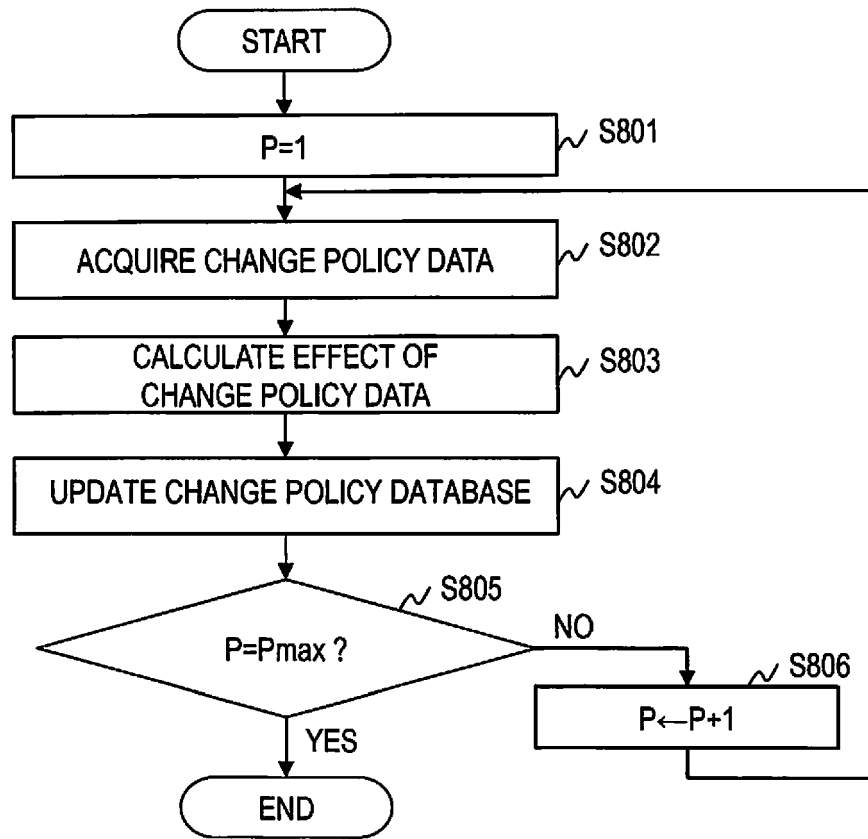 START
P=1
S801
ACQUIRE CHANGE POLICY DATA
S802
CALCULATE EFFECT OF
CHANGE POLICY DATA
S803
UPDATE CHANGE POLICY DATABASE
S804
S805
P=Pmax ?
NO
S806
P←P+1
YES
END